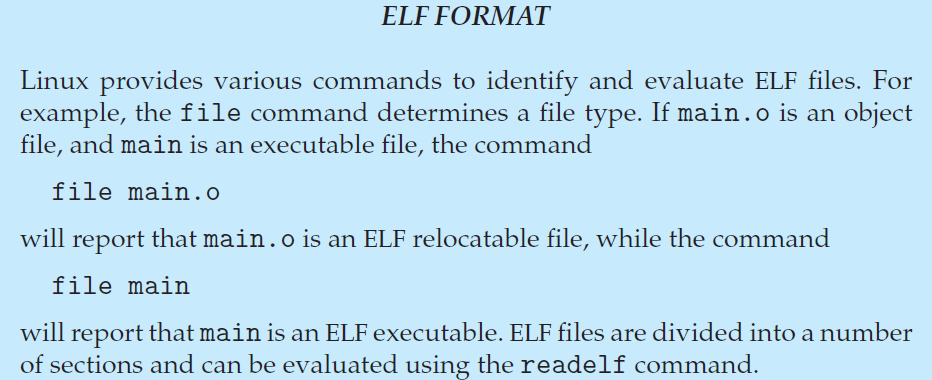 ELF FORMAT
Linux provides various commands to identify and evaluate ELF files. For
example, the file command determines a file type. If main.o is an object
file, and main is an executable file, the command
file main.o
will report that main.o is an ELF relocatable file, while the command
file main
will report that main is an ELF executable. ELF files are divided into a number
of sections and can be evaluated using the readelf command.